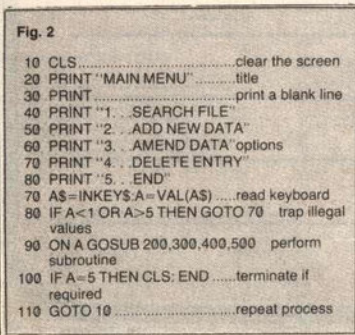 Fig. 2
10 CLS..............................clear the screen
20 PRINT "MAIN MENU"..........title
30 PRINT..........................print a blank line
40 PRINT "1. . .SEARCH FILE"
50 PRINT "2. . .ADD NEW DATA"
60 PRINT "3. . .AMEND DATA"options
70 PRINT "4. . .DELETE ENTRY"
80 PRINT "5. . .END"
70 A$=INKEY$:A=VAL(A$) .....read keyboard
80 IF A<1 OR A>5 THEN GOTO 70 trap illegal
values
90 ON A GOSUB 200,300,400,500 perform
subroutine
100 IF A=5 THEN CLS: END ......terminate if
required
110 GOTO 10 ......................repeat process